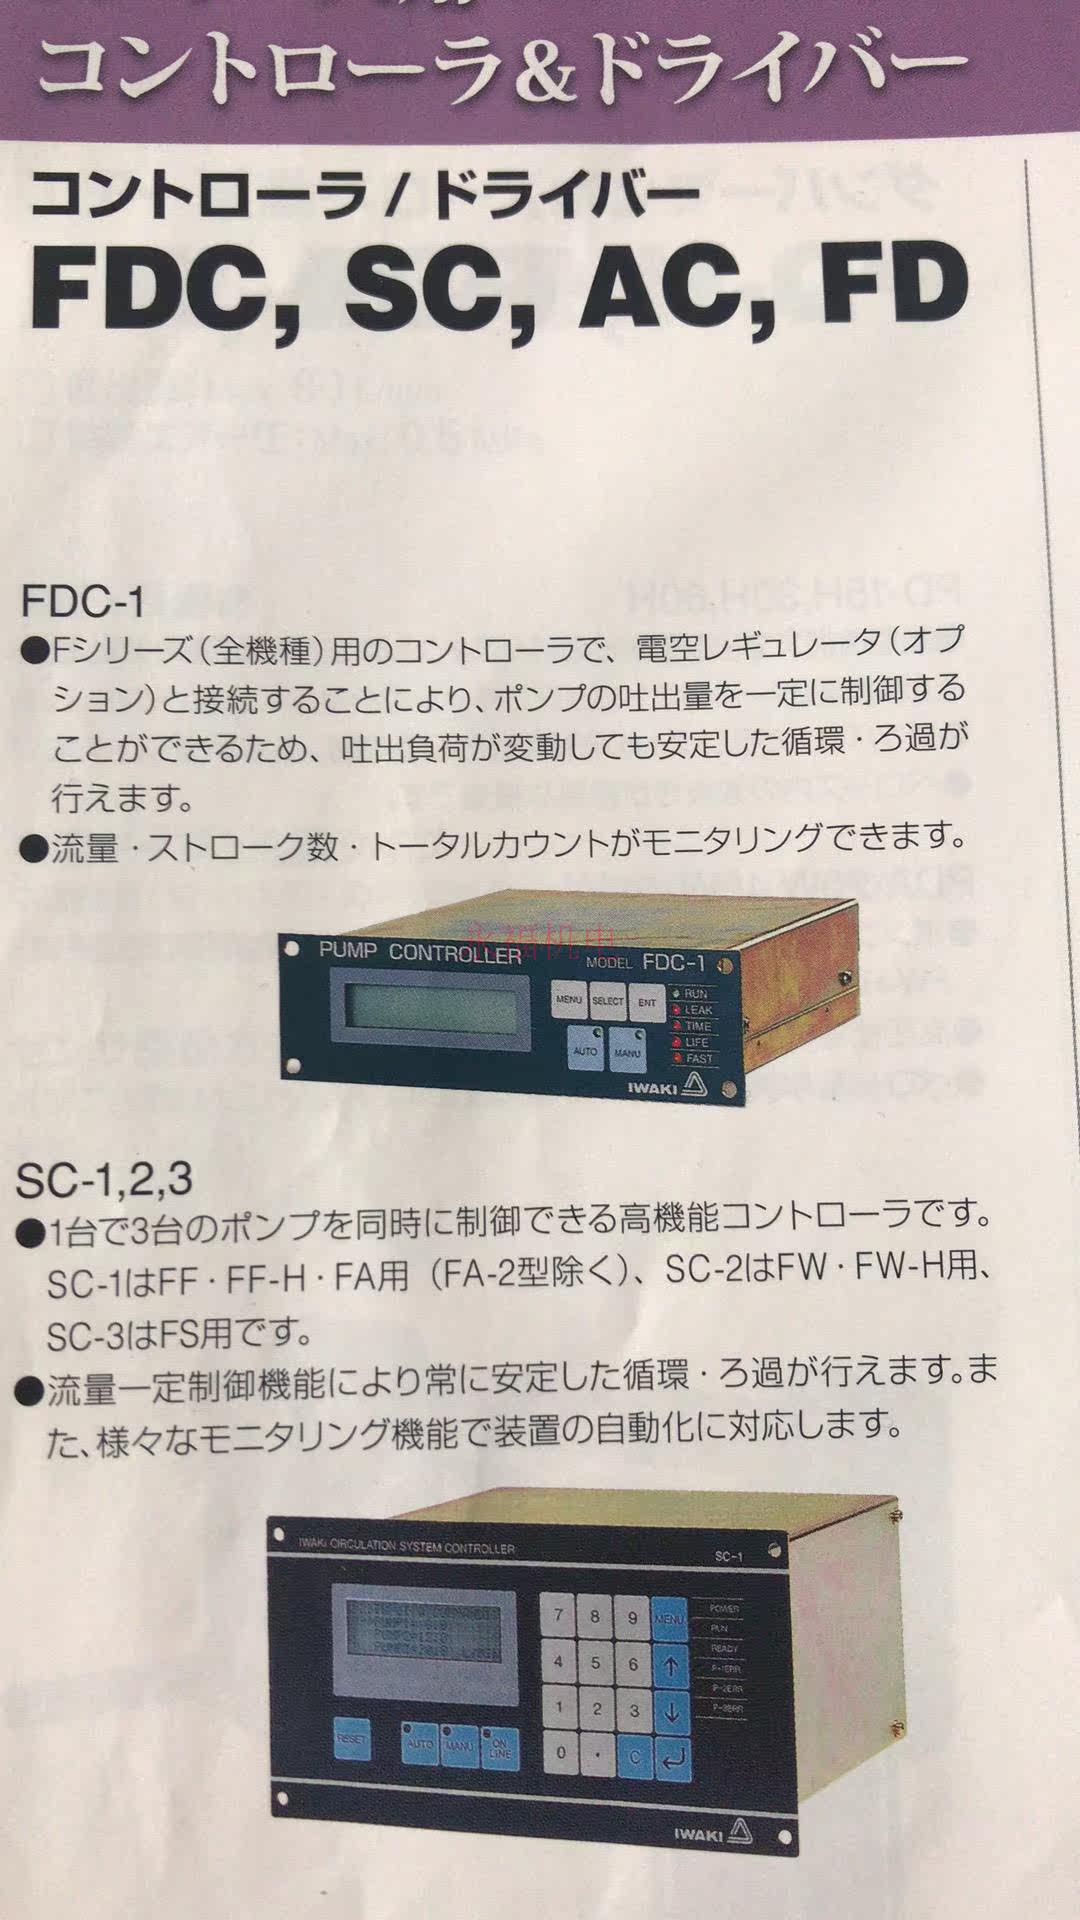 コントローラ&ドライバー
コントローラ / ドライバー
FDC, SC, AC, FD
FDC-1
●Fシリーズ(全機種)用のコントローラで、電空レギュレータ(オプ
ション)と接続することにより、ポンプの吐出量を一定に制御する
ことができるため、吐出負荷が変動しても安定した循環・ろ過が
行えます。
●流量・ストローク数・トータルカウントがモニタリングできます。
永福机电
PUMP CONTROLLER
MODEL FDC-1
MENU SELECT ENT
AUTO MANU
RUN
LEAK
TIME
LIFE
FAST
IWAKI
SC-1,2,3
●1台で3台のポンプを同時に制御できる高機能コントローラです。
SC-1はFF・FF-H・FA用(FA-2型除く)、SC-2はFW・FW-H用、
SC-3はFS用です。
●流量一定制御機能により常に安定した循環・ろ過が行えます。ま
た、様々なモニタリング機能で装置の自動化に対応します。
IWAKI CIRCULATION SYSTEM CONTROLLER
SC-1
7 8 9 MENU
4 5 6 ↑
1 2 3 ↓
0 . C ↵
POWER
RUN
READY
P-1ERR
P-2ERR
P-3ERR
RESET AUTO MANU ON LINE
IWAKI